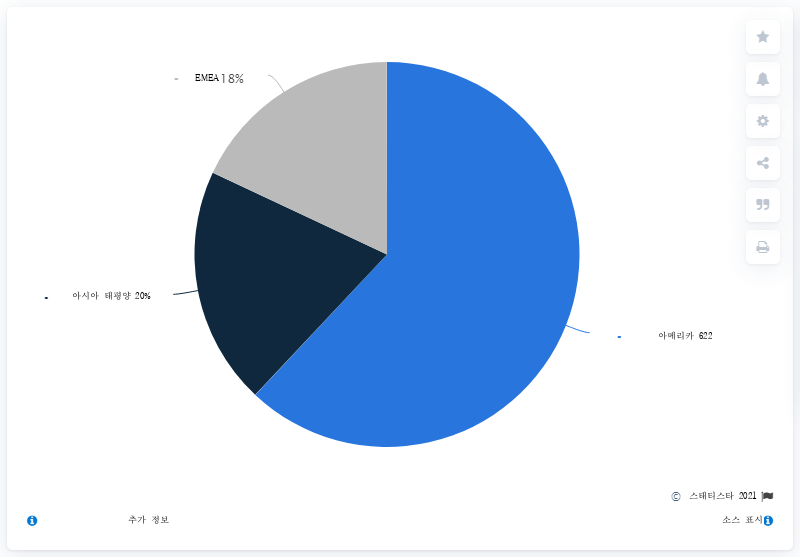 EMEA 18%
아시아 태평양 20%
아메리카 622
© 스태티스타 2021
추가 정보
소스 표시